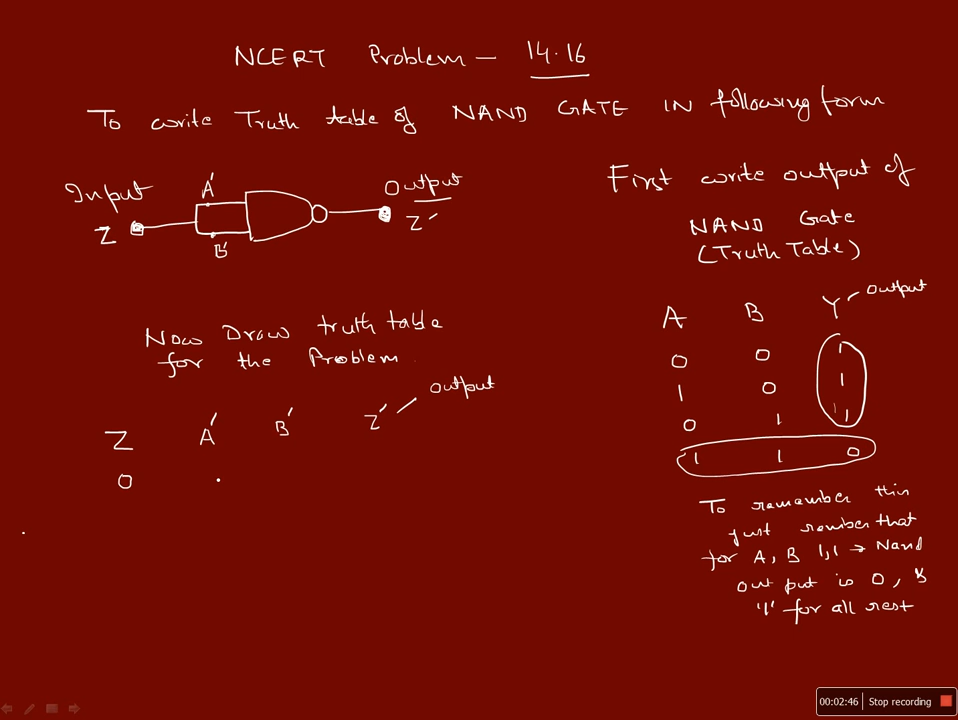 NCERT Problem - 14.16
To write Truth table of NAND GATE IN following form
Input
A'
Output
Z
B'
Z'
First write output of
NAND Gate
(Truth Table)
A B Y output
0 0 1
1 0 1
0 1 1
1 1 0
Now Draw truth table
for the Problem
output
Z A' B' Z'
0
To remember this
just rember that
for A, B 1,1 → Nand
out put is 0, &
'1' for all rest
00:02:46 Stop recording